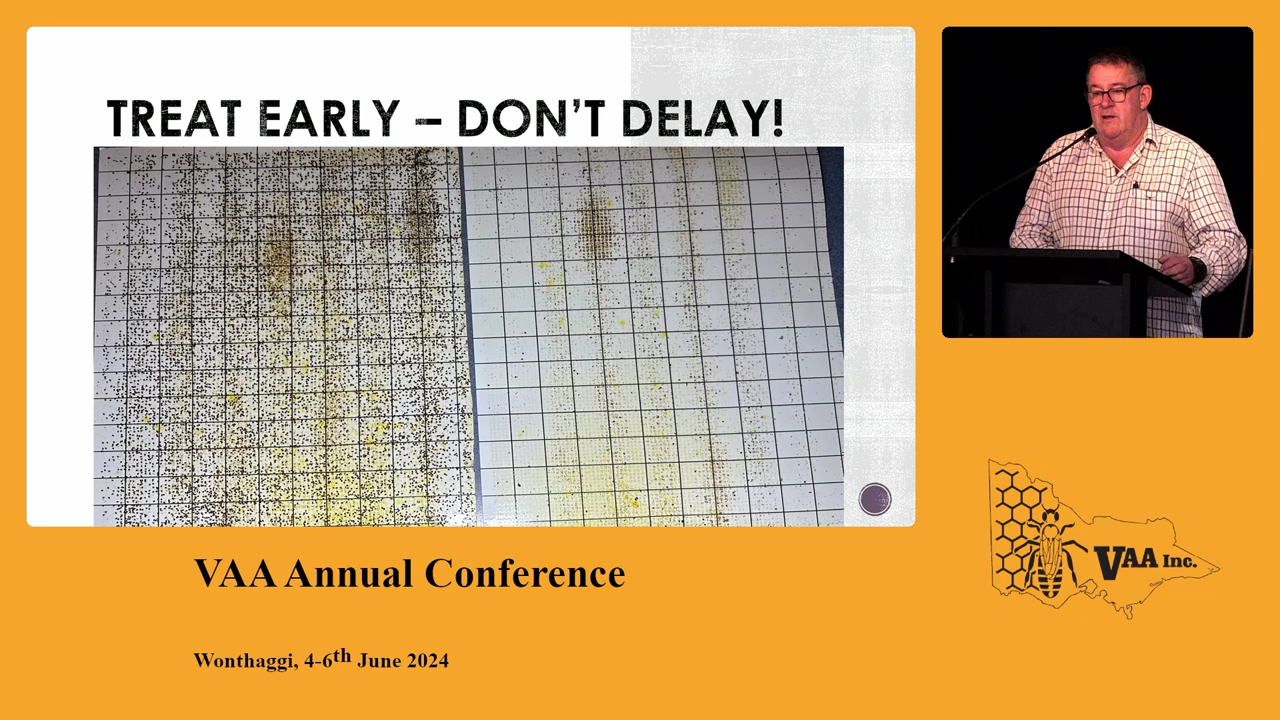 TREAT EARLY – DON'T DELAY!
VAA Annual Conference
Wonthaggi, 4-6th June 2024
VAA Inc.